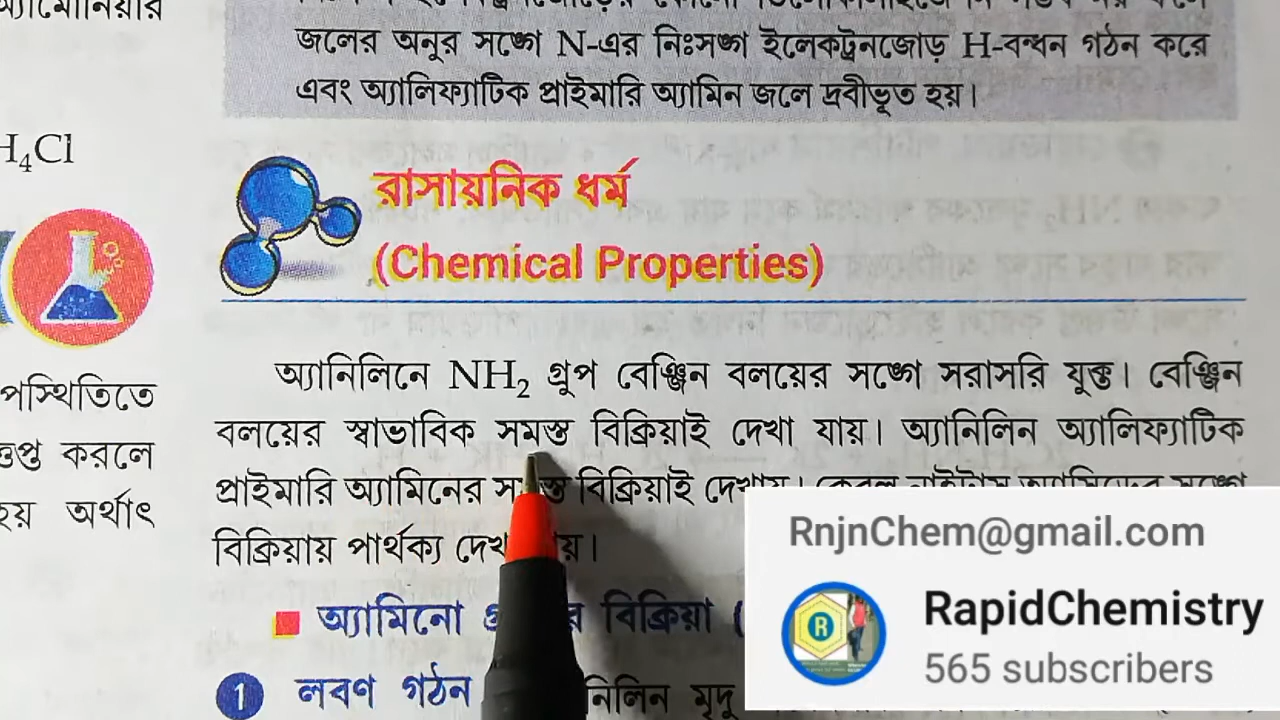 অ্যামোনিয়ার
জলের অনুর সঙ্গে N-এর নিঃসঙ্গ ইলেকট্রনজোড় H-বন্ধন গঠন করে
এবং অ্যালিফ্যাটিক প্রাইমারি অ্যামিন জলে দ্রবীভূত হয়।
H₄Cl
রাসায়নিক ধর্ম
(Chemical Properties)
পস্থিতিতে
করলে
হয় অর্থাৎ
অ্যানিলিনে NH₂ গ্রুপ বেঞ্জিন বলয়ের সঙ্গে সরাসরি যুক্ত। বেঞ্জিন
বলয়ের স্বাভাবিক সমস্ত বিক্রিয়াই দেখা যায়। অ্যানিলিন অ্যালিফ্যাটিক
প্রাইমারি অ্যামিনের বিক্রিয়াই দেখায়। কেবল
বিক্রিয়ায় পার্থক্য
অ্যামিনো বিক্রিয়া (
1 লবণ গঠন নিলিন মৃদু
RnjnChem@gmail.com
RapidChemistry
565 subscribers
R